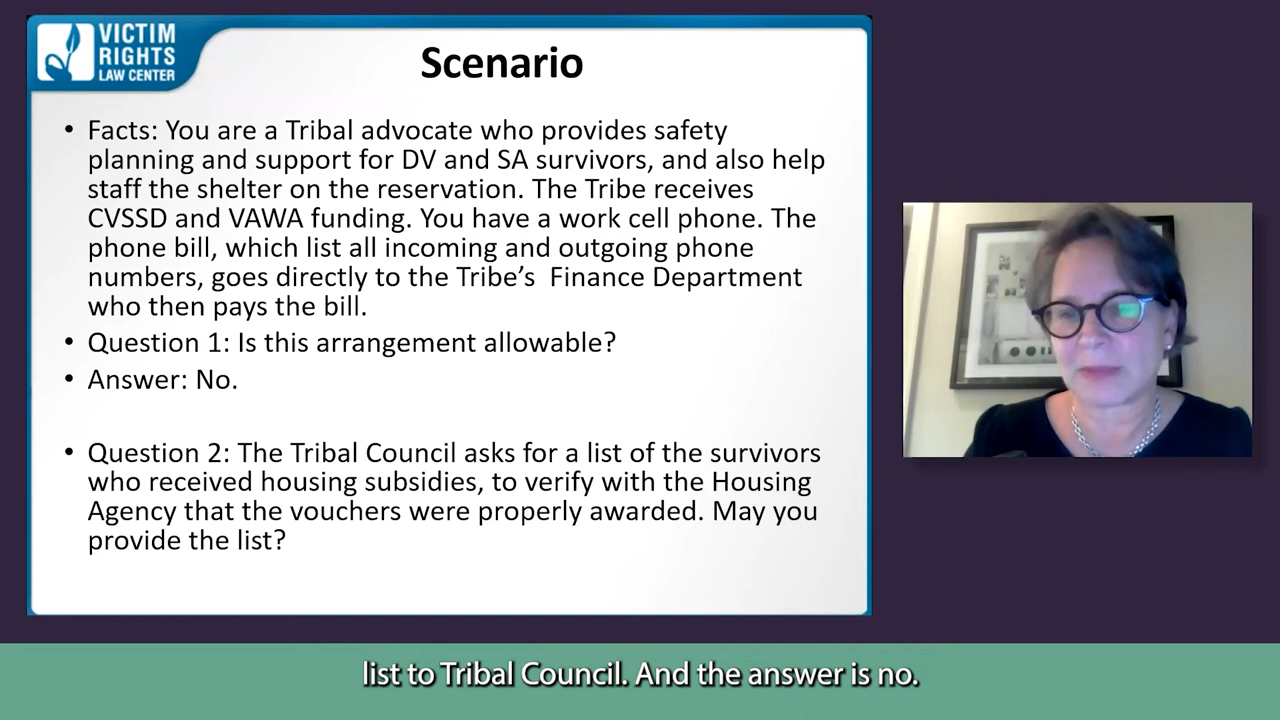 VICTIM
RIGHTS
LAW CENTER
Scenario
• Facts: You are a Tribal advocate who provides safety
planning and support for DV and SA survivors, and also help
staff the shelter on the reservation. The Tribe receives
CVSSD and VAWA funding. You have a work cell phone. The
phone bill, which list all incoming and outgoing phone
numbers, goes directly to the Tribe’s  Finance Department
who then pays the bill.
• Question 1: Is this arrangement allowable?
• Answer: No.
• Question 2: The Tribal Council asks for a list of the survivors
who received housing subsidies, to verify with the Housing
Agency that the vouchers were properly awarded. May you
provide the list?
list to Tribal Council. And the answer is no.